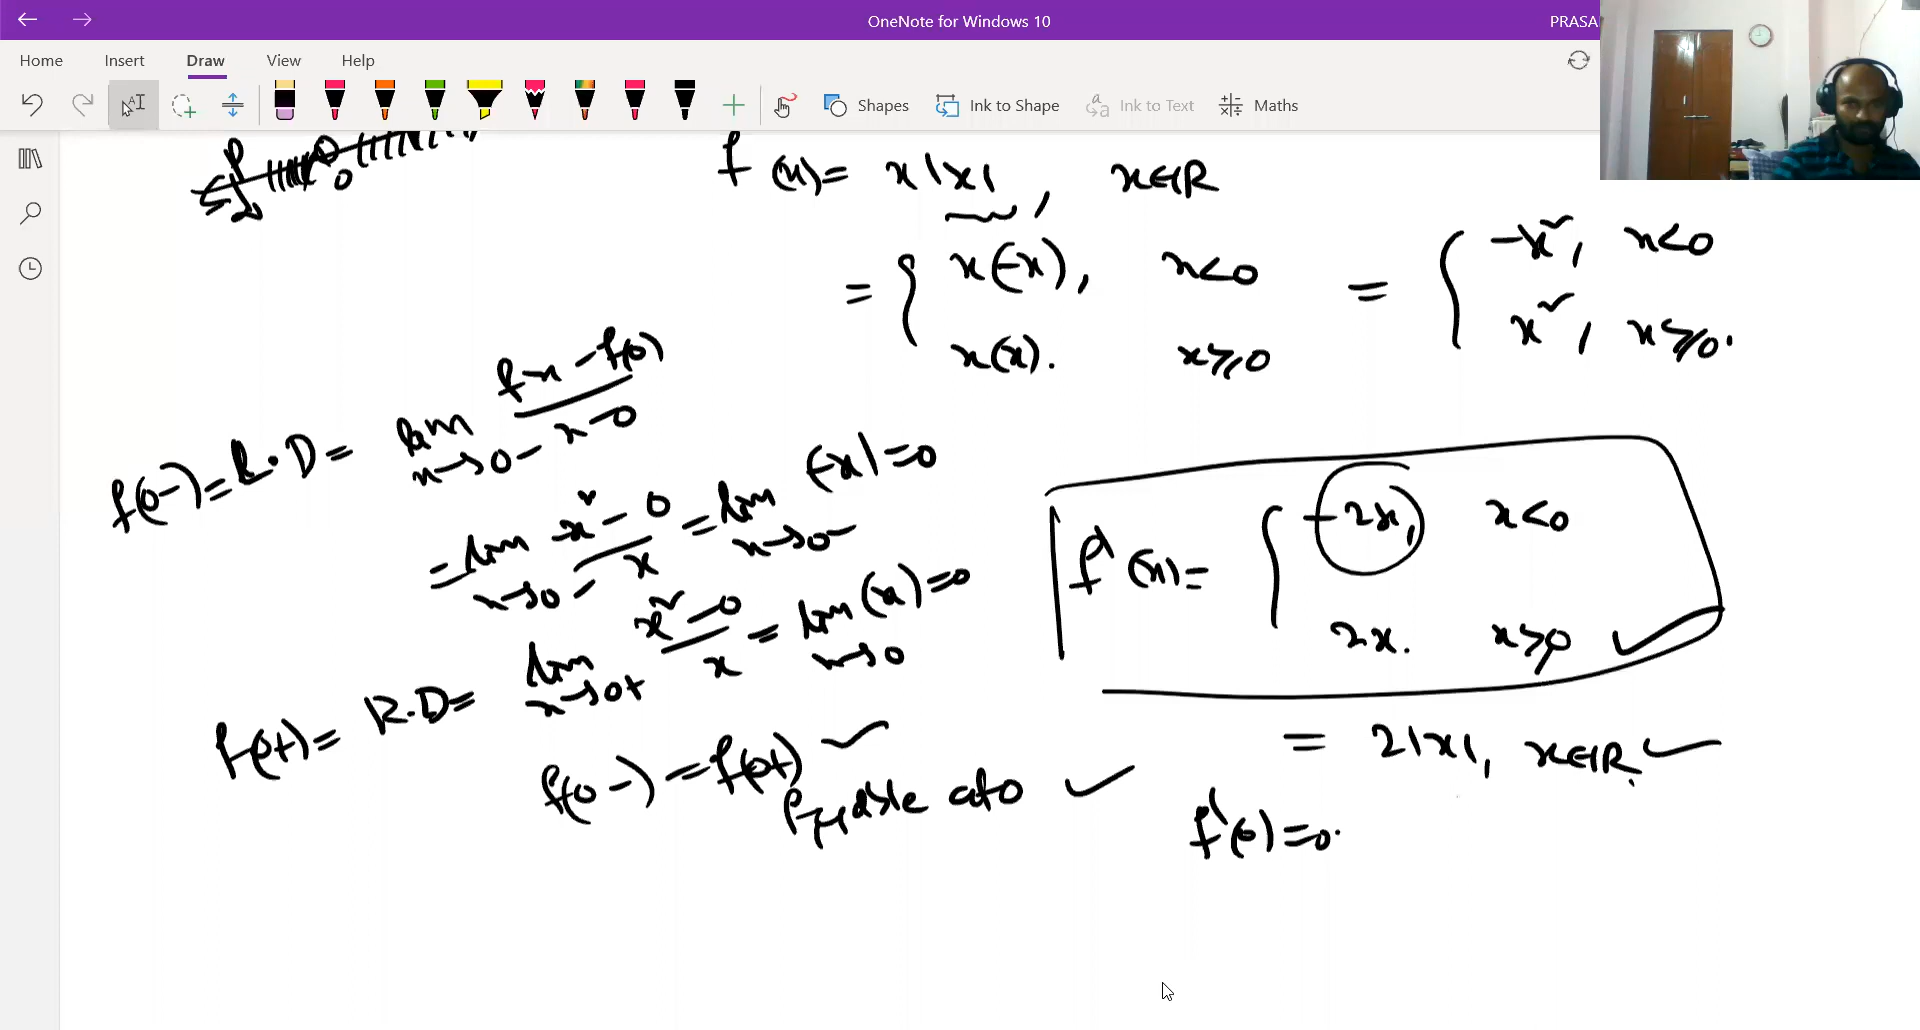 OneNote for Windows 10
PRASA
Home Insert Draw View Help
Shapes Ink to Shape Ink to Text Maths
f(x) = x|x|, x∈R
= { x(-x), x<0 = { -x², x<0
x(x). x≥0 x², x≥0.
f(0-) = L.D = lim x→0- f x - f(0) / x-0
= lim x→0- -x² - 0 / x = lim x→0- (-x) = 0
f(0+) = R.D = lim x→0+ x² - 0 / x = lim x→0 (x) = 0
f(0-) = f(0+)
able at 0
f'(x) = { -2x, x<0
2x. x>0
= 2|x|, x∈R.
f'(0) = 0.